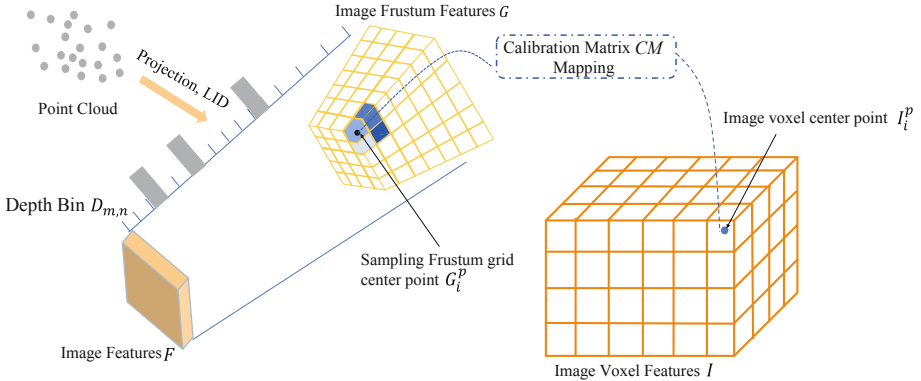 Image Frustum Features G
Calibration Matrix CM
Mapping
Projection, LID
Point Cloud
Image voxel center point I_i^p
Depth Bin D_{m,n}
Sampling Frustum grid
center point G_i^p
Image Features F
Image Voxel Features I